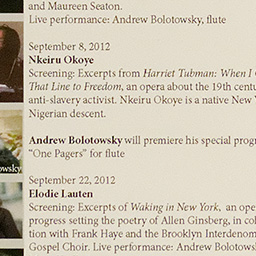 and Maureen Seaton.
Live performance: Andrew Bolotowsky, flute
September 8, 2012
Nkeiru Okoye
Screening: Excerpts from Harriet Tubman: When I
That Line to Freedom, an opera about the 19th centu
anti-slavery activist. Nkeiru Okoye is a native New
Nigerian descent.
Andrew Bolotowsky will premiere his special progra
"One Pagers" for flute
owsky
September 22, 2012
Elodie Lauten
Screening: Excerpts of Waking in New York, an ope
progress setting the poetry of Allen Ginsberg, in col
tion with Frank Haye and the Brooklyn Interdenom
Gospel Choir. Live performance: Andrew Bolotows